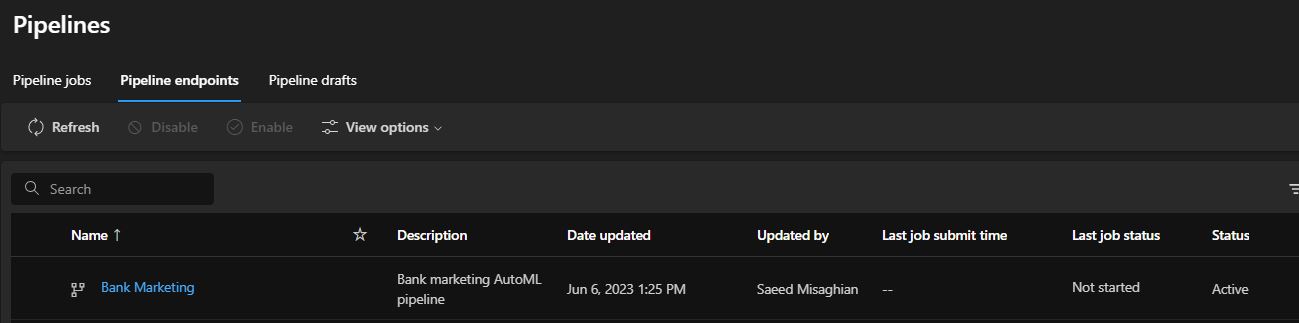 Pipelines
Pipeline jobs Pipeline endpoints Pipeline drafts
Refresh Disable Enable View options
Search
Name ↑ Description Date updated Updated by Last job submit time Last job status Status
Bank Marketing Bank marketing AutoML pipeline Jun 6, 2023 1:25 PM Saeed Misaghian -- Not started Active